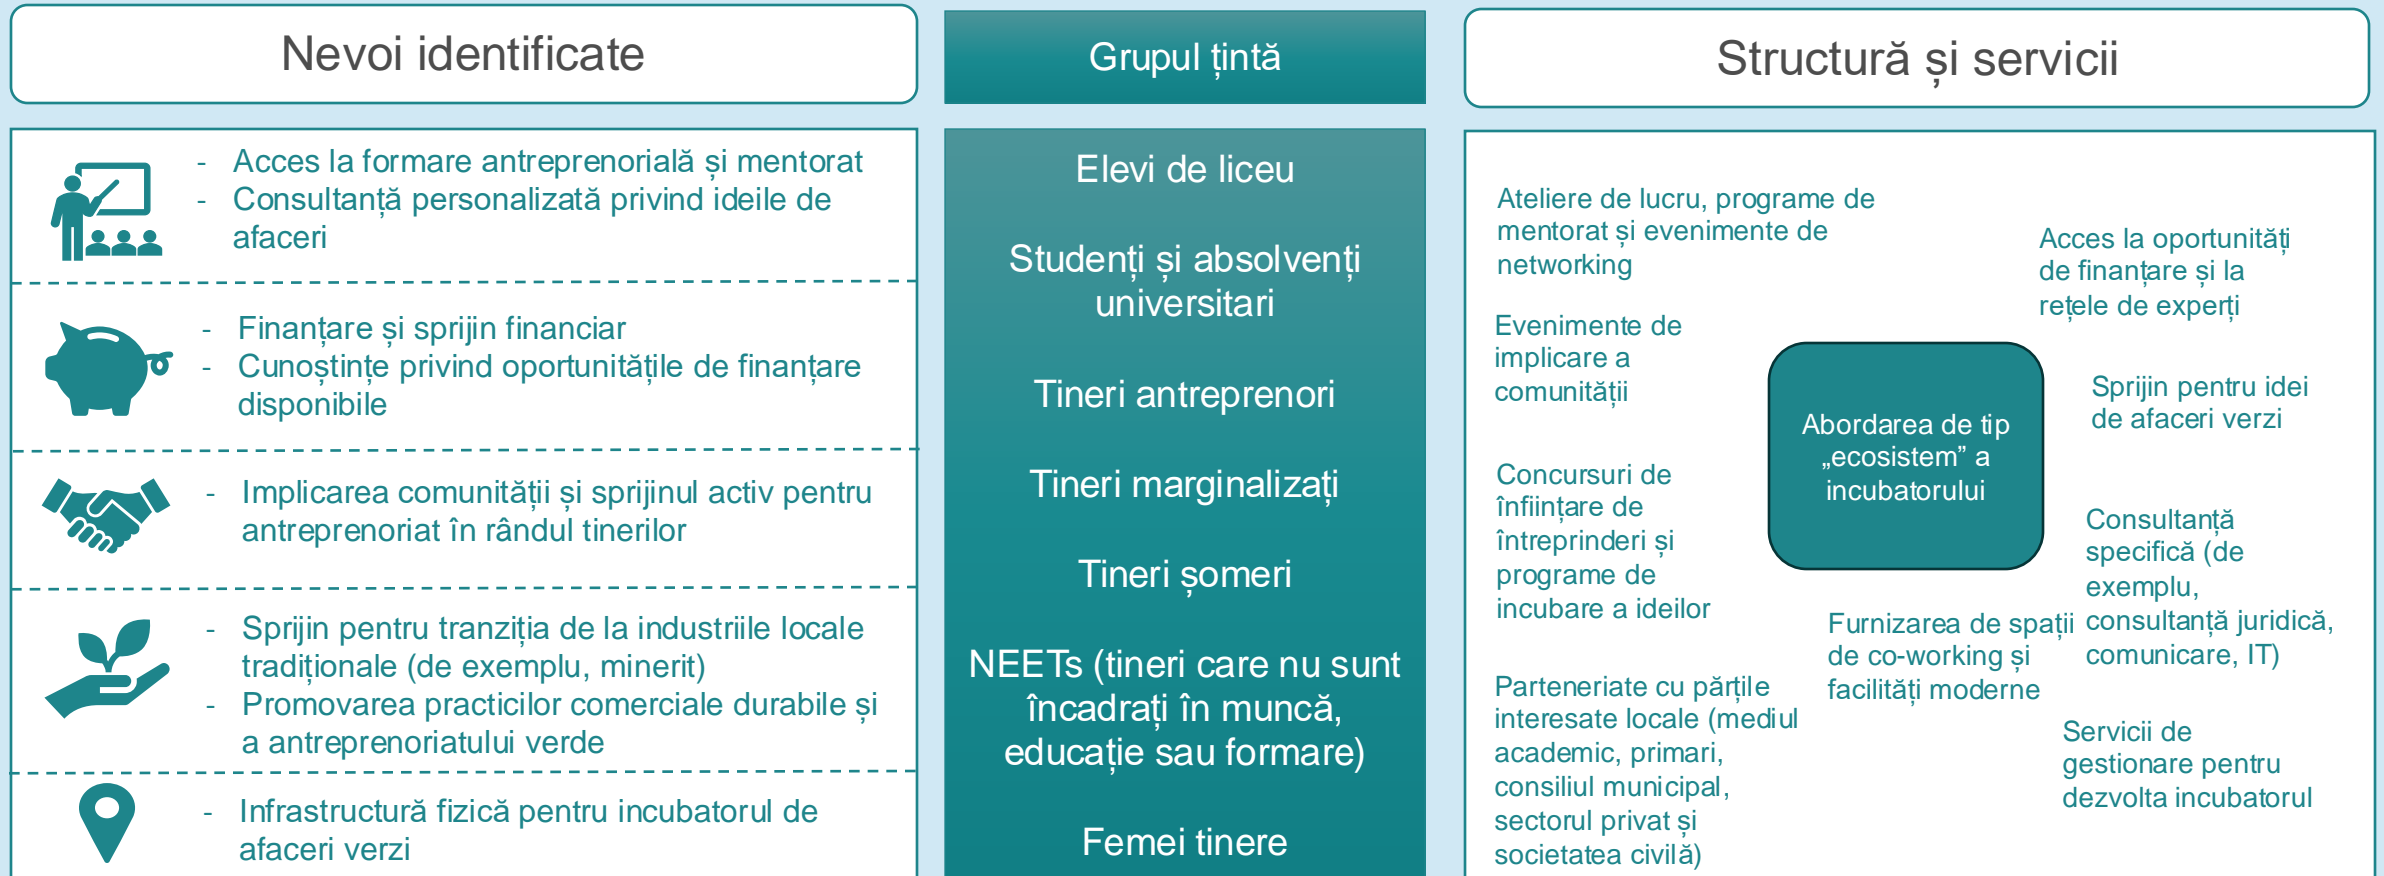 Nevoi identificate
- Acces la formare antreprenorială și mentorat
- Consultanță personalizată privind ideile de
afaceri
- Finanțare și sprijin financiar
- Cunoștințe privind oportunitățile de finanțare
disponibile
- Implicarea comunității și sprijinul activ pentru
antreprenoriat în rândul tinerilor
- Sprijin pentru tranziția de la industriile locale
tradiționale (de exemplu, minerit)
- Promovarea practicilor comerciale durabile și
a antreprenoriatului verde
- Infrastructură fizică pentru incubatorul de
afaceri verzi
Grupul țintă
Elevi de liceu
Studenți și absolvenți
universitari
Tineri antreprenori
Tineri marginalizați
Tineri șomeri
NEETs (tineri care nu sunt
încadrați în muncă,
educație sau formare)
Femei tinere
Structură și servicii
Ateliere de lucru, programe de
mentorat și evenimente de
networking
Evenimente de
implicare a
comunității
Concursuri de
înființare de
întreprinderi și
programe de
incubare a ideilor
Parteneriate cu părțile
interesate locale (mediul
academic, primari,
consiliul municipal,
sectorul privat și
societatea civilă)
Abordarea de tip
„ecosistem” a
incubatorului
Furnizarea de spații
de co-working și
facilități moderne
Acces la oportunități
de finanțare și la
rețele de experți
Sprijin pentru idei
de afaceri verzi
Consultanță
specifică (de
exemplu,
consultanță juridică,
comunicare, IT)
Servicii de
gestionare pentru
dezvolta incubatorul